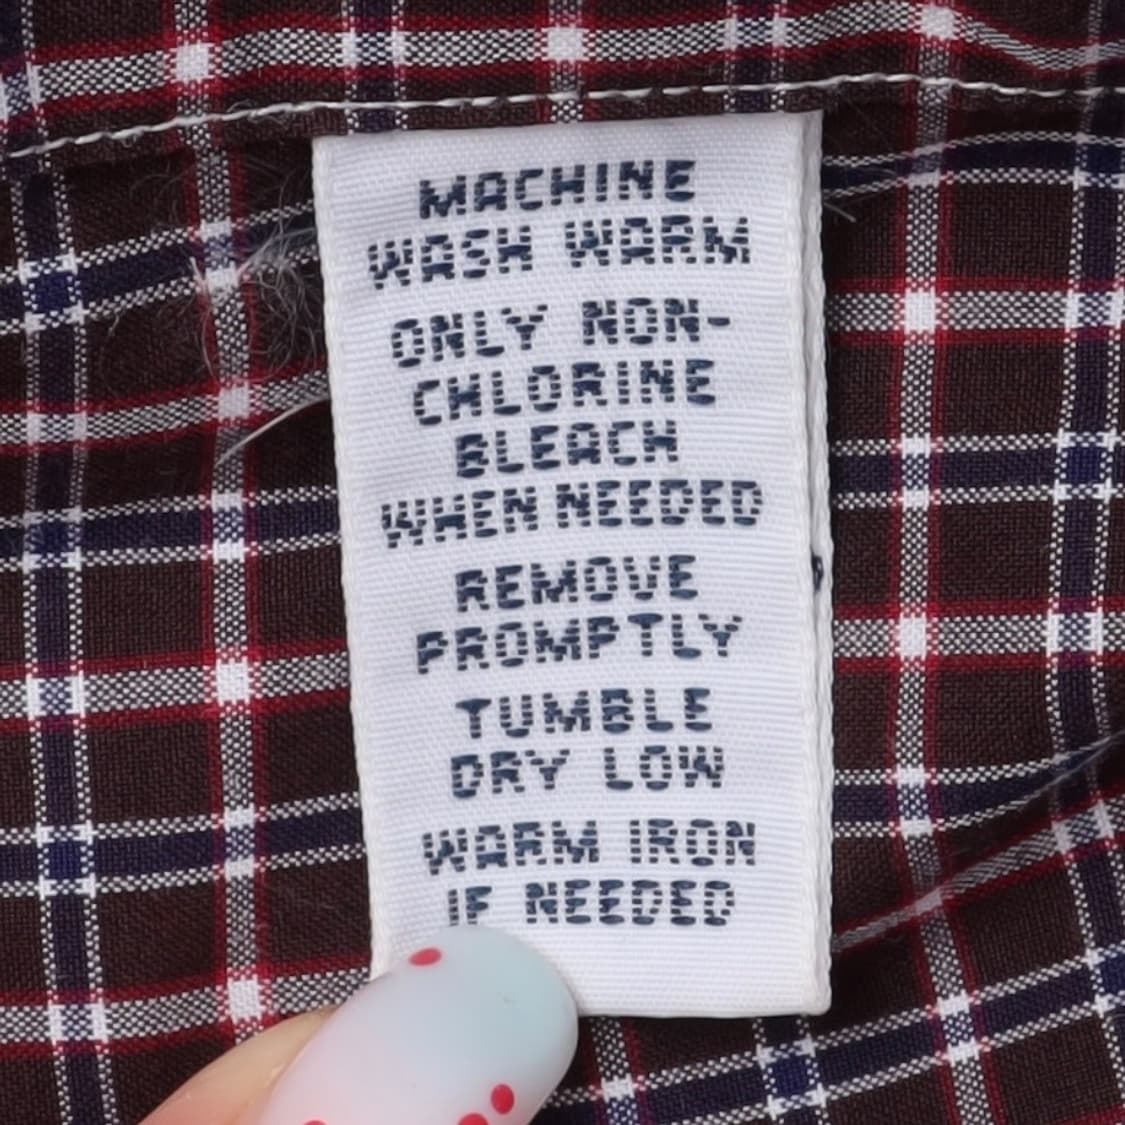 MACHINE
WASH WARM
ONLY NON-
CHLORINE
BLEACH
WHEN NEEDED
REMOVE
PROMPTLY
TUMBLE
DRY LOW
WARM IRON
IF NEEDED